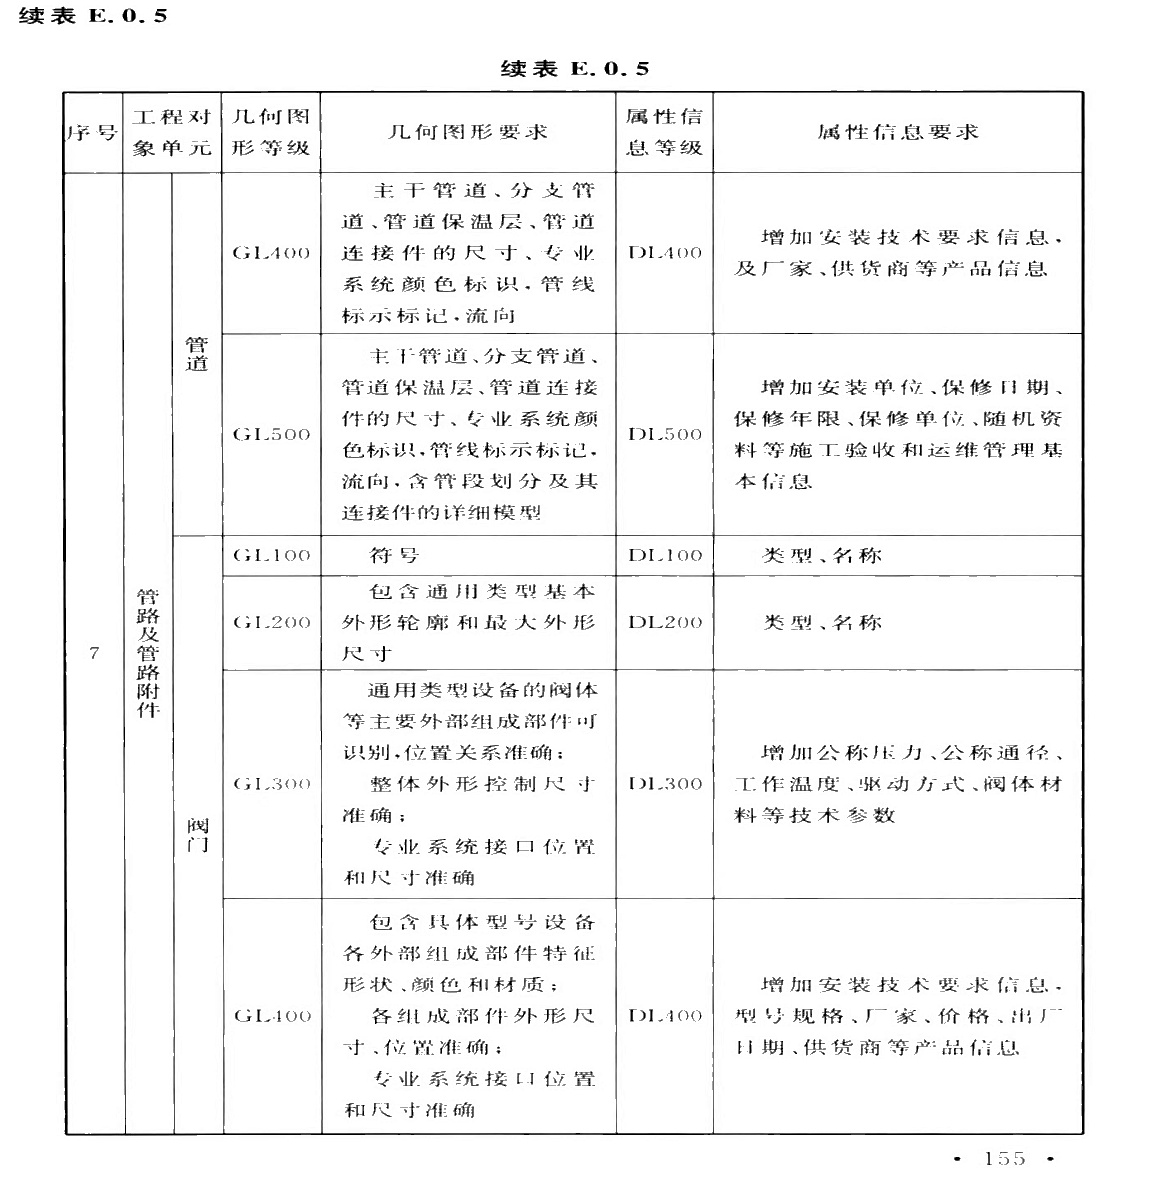 续表 E.0.5
续表 E.0.5
序号
工程对
象单元
几何图
形等级
几何图形要求
属性信
息等级
属性信息要求
7
管路及管路附件
管道
GL400
主干管道、分支管
道、管道保温层、管道
连接件的尺寸、专业
系统颜色标识,管线
标示标记,流向
DL400
增加安装技术要求信息,
及厂家、供货商等产品信息
GL500
主干管道、分支管道、
管道保温层、管道连接
件的尺寸、专业系统颜
色标识,管线标示标记,
流向,含管段划分及其
连接件的详细模型
DL500
增加安装单位、保修日期、
保修年限、保修单位、随机资
料等施工验收和运维管理基
本信息
阀门
GL100
符号
DL100
类型、名称
GL200
包含通用类型基本
外形轮廓和最大外形
尺寸
DL200
类型、名称
GL300
通用类型设备的阀体
等主要外部组成部件可
识别,位置关系准确;
整体外形控制尺寸
准确;
专业系统接口位置
和尺寸准确
DL300
增加公称压力、公称通径、
工作温度、驱动方式、阀体材
料等技术参数
GL400
包含具体型号设备
各外部组成部件特征
形状、颜色和材质;
各组成部件外形尺
寸、位置准确;
专业系统接口位置
和尺寸准确
DL400
增加安装技术要求信息,
型号规格、厂家、价格、出厂
日期、供货商等产品信息
· 155 ·